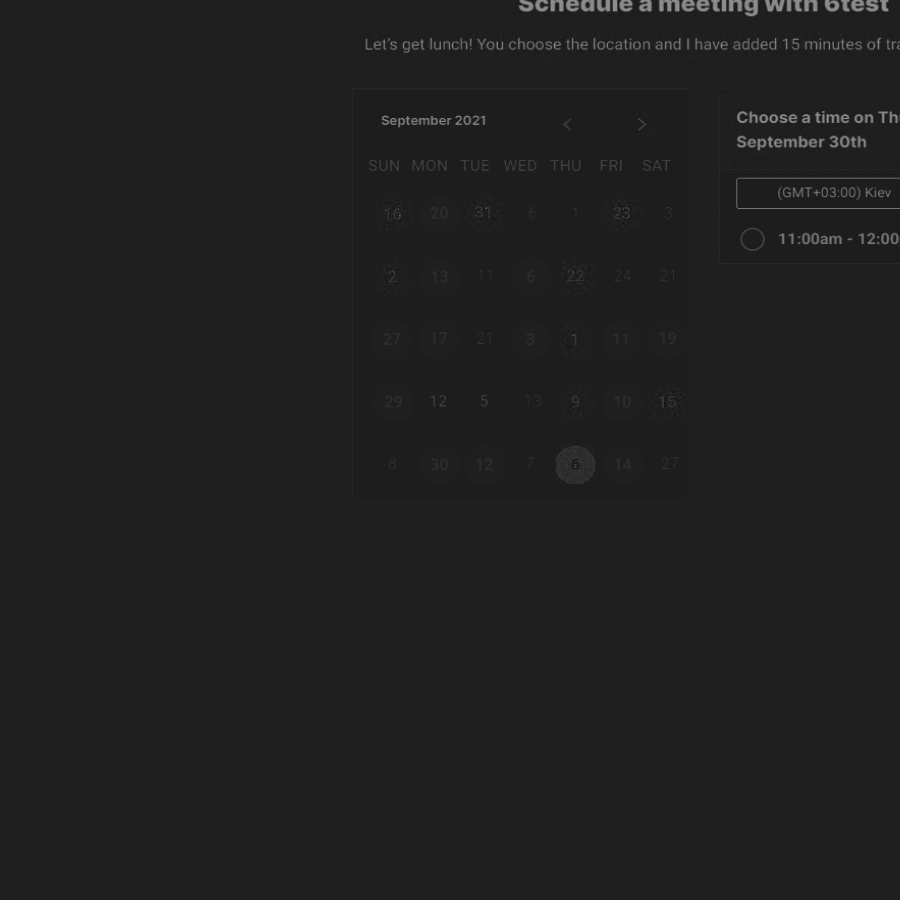 Schedule a meeting with 6test
Let's get lunch! You choose the location and I have added 15 minutes of tra
September 2021
SUN MON TUE WED THU FRI SAT
16 20 31 6 1 23 3
2 13 11 6 22 24 21
27 17 21 3 1 11 19
29 12 5 13 9 10 15
8 30 12 7 6 14 27
Choose a time on Thu
September 30th
(GMT+03:00) Kiev
11:00am - 12:00